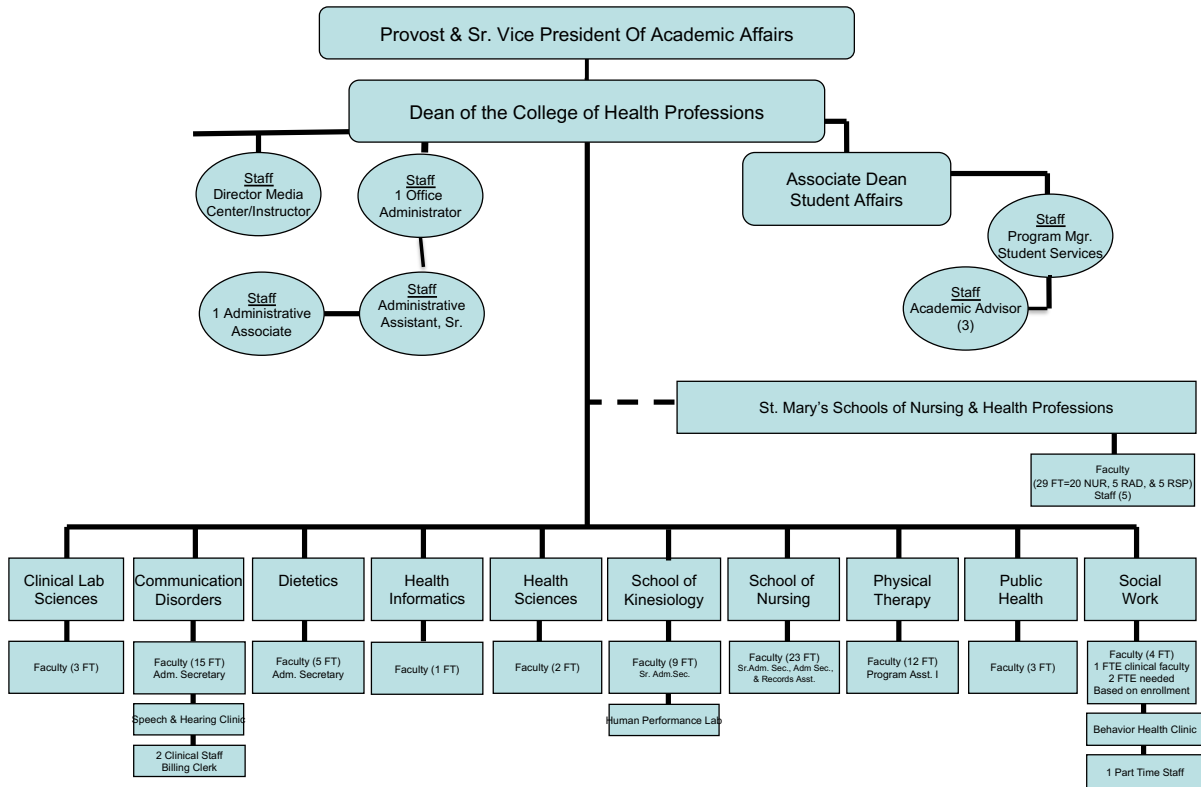 Provost & Sr. Vice President Of Academic Affairs
Dean of the College of Health Professions
Staff
Director Media
Center/Instructor
Staff
1 Office
Administrator
Associate Dean
Student Affairs
Staff
Program Mgr.
Student Services
Staff
1 Administrative
Associate
Staff
Administrative
Assistant, Sr.
Staff
Academic Advisor
(3)
St. Mary’s Schools of Nursing & Health Professions
Faculty
(29 FT=20 NUR, 5 RAD, & 5 RSP)
Staff (5)
Clinical Lab
Sciences
Communication
Disorders
Dietetics
Health
Informatics
Health
Sciences
School of
Kinesiology
School of
Nursing
Physical
Therapy
Public
Health
Social
Work
Faculty (3 FT)
Faculty (15 FT)
Adm. Secretary
Faculty (5 FT)
Adm. Secretary
Faculty (1 FT)
Faculty (2 FT)
Faculty (9 FT)
Sr. Adm.Sec.
Faculty (23 FT)
Sr.Adm. Sec., Adm Sec.,
& Records Asst.
Faculty (12 FT)
Program Asst. I
Faculty (3 FT)
Faculty (4 FT)
1 FTE clinical faculty
2 FTE needed
Based on enrollment
Speech & Hearing Clinic
Human Performance Lab
Behavior Health Clinic
2 Clinical Staff
Billing Clerk
1 Part Time Staff